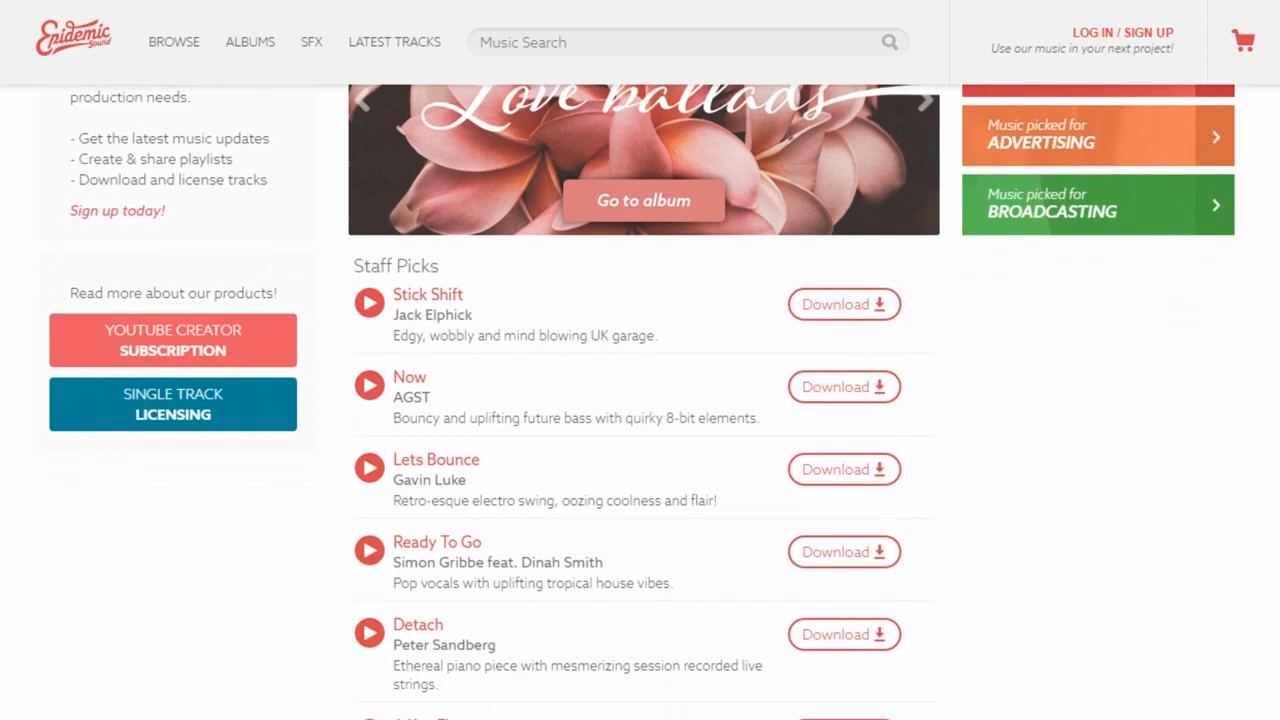 Epidemic
Sound
BROWSE
ALBUMS
SFX
LATEST TRACKS
Music Search
LOG IN / SIGN UP
Use our music in your next project!
production needs.
- Get the latest music updates
- Create & share playlists
- Download and license tracks
Sign up today!
Read more about our products!
YOUTUBE CREATOR
SUBSCRIPTION
SINGLE TRACK
LICENSING
Love ballads
Go to album
Staff Picks
Stick Shift
Jack Elphick
Edgy, wobbly and mind blowing UK garage.
Download
Now
AGST
Bouncy and uplifting future bass with quirky 8-bit elements.
Download
Lets Bounce
Gavin Luke
Retro-esque electro swing, oozing coolness and flair!
Download
Ready To Go
Simon Gribbe feat. Dinah Smith
Pop vocals with uplifting tropical house vibes.
Download
Detach
Peter Sandberg
Ethereal piano piece with mesmerizing session recorded live
strings.
Download
Music picked for
ADVERTISING
Music picked for
BROADCASTING